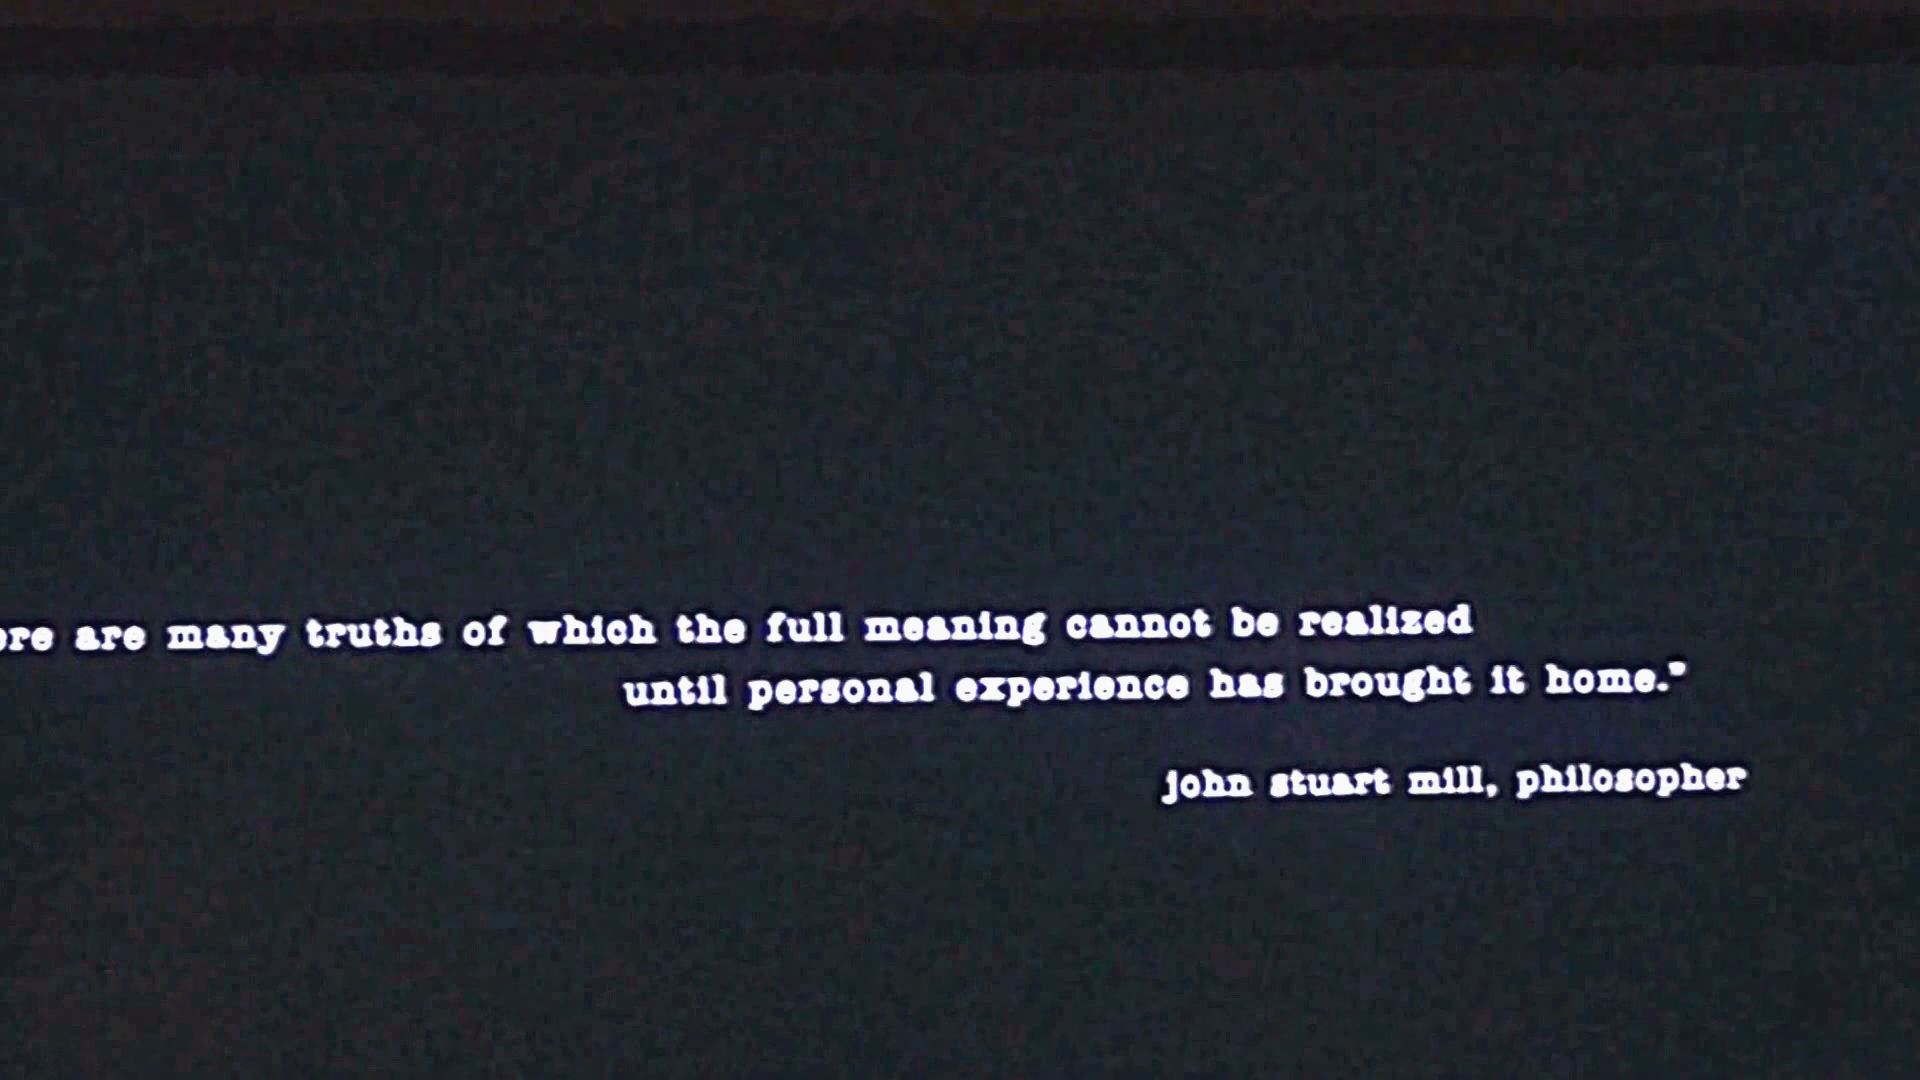 ere are many truths of which the full meaning cannot be realized
until personal experience has brought it home."
john stuart mill, philosopher